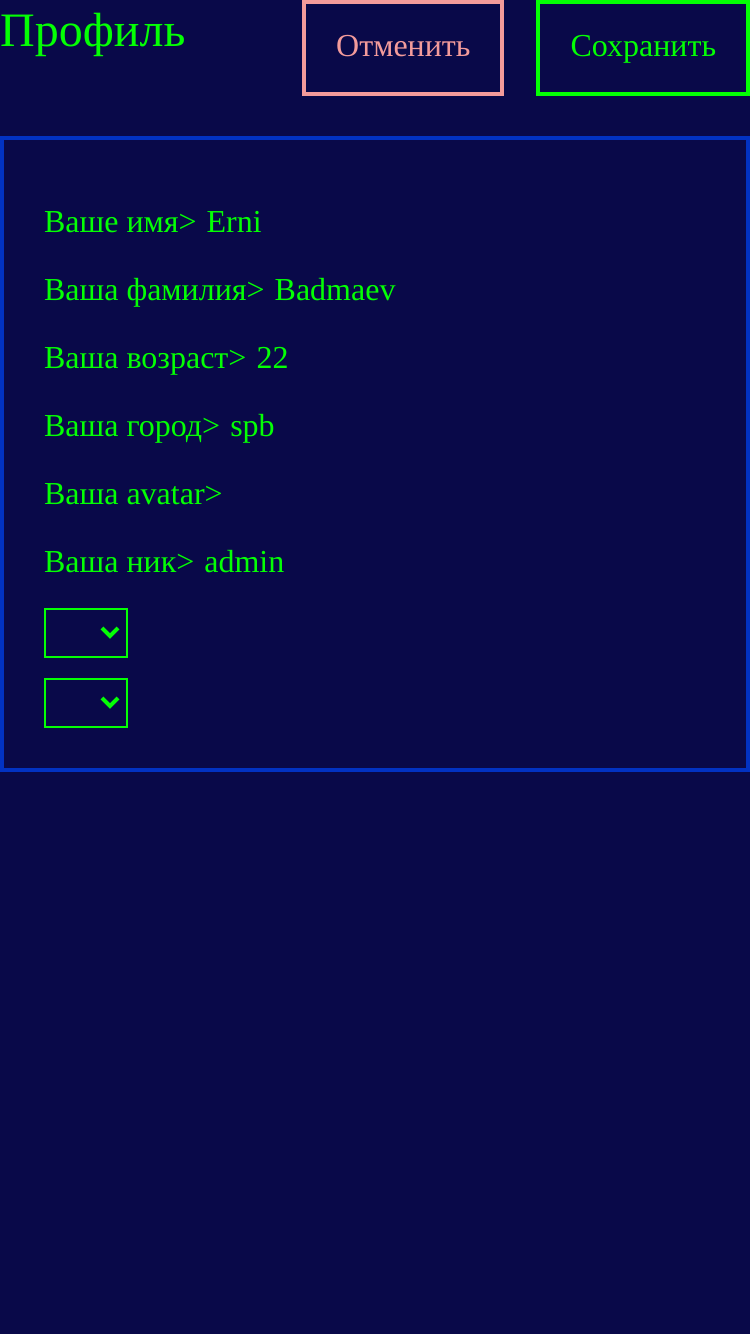 Профиль
Отменить
Сохранить
Ваше имя> Erni
Ваша фамилия> Badmaev
Ваша возраст> 22
Ваша город> spb
Ваша avatar>
Ваша ник> admin